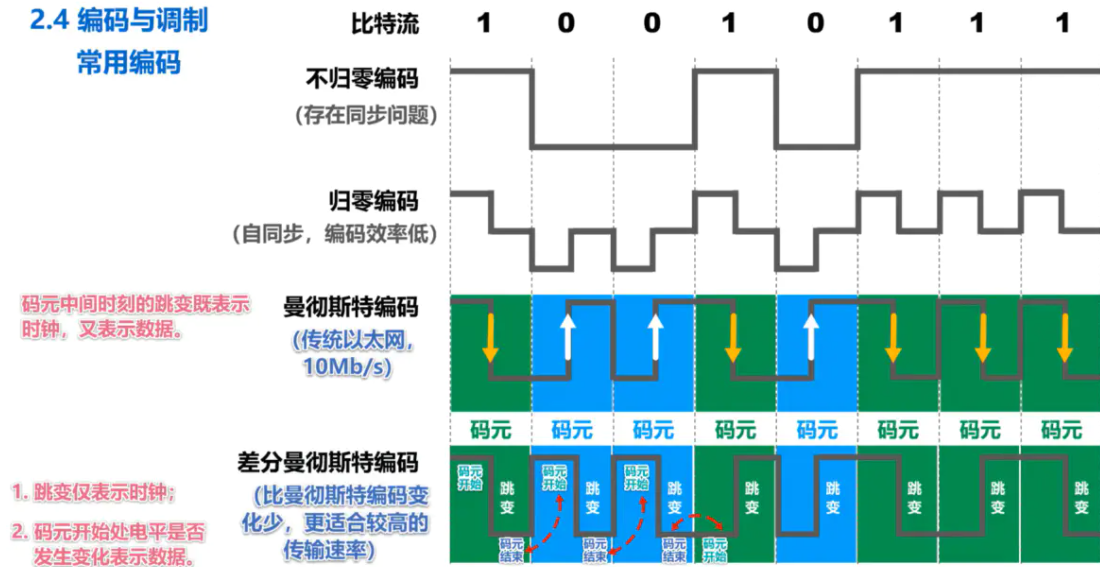 2.4 编码与调制
常用编码
比特流 1 0 0 1 0 1 1 1
不归零编码
(存在同步问题)
归零编码
(自同步，编码效率低)
码元中间时刻的跳变既表示
时钟，又表示数据。
曼彻斯特编码
(传统以太网，
10Mb/s)
码元 码元 码元 码元 码元 码元 码元 码元
差分曼彻斯特编码
(比曼彻斯特编码变
化少，更适合较高的
传输速率)
1. 跳变仅表示时钟；
2. 码元开始处电平是否
发生变化表示数据。
码元
开始
跳变
码元
结束
码元
开始
跳变
码元
结束
码元
开始
跳变
码元
结束
码元
开始
跳变
跳变
跳变
跳变
跳变